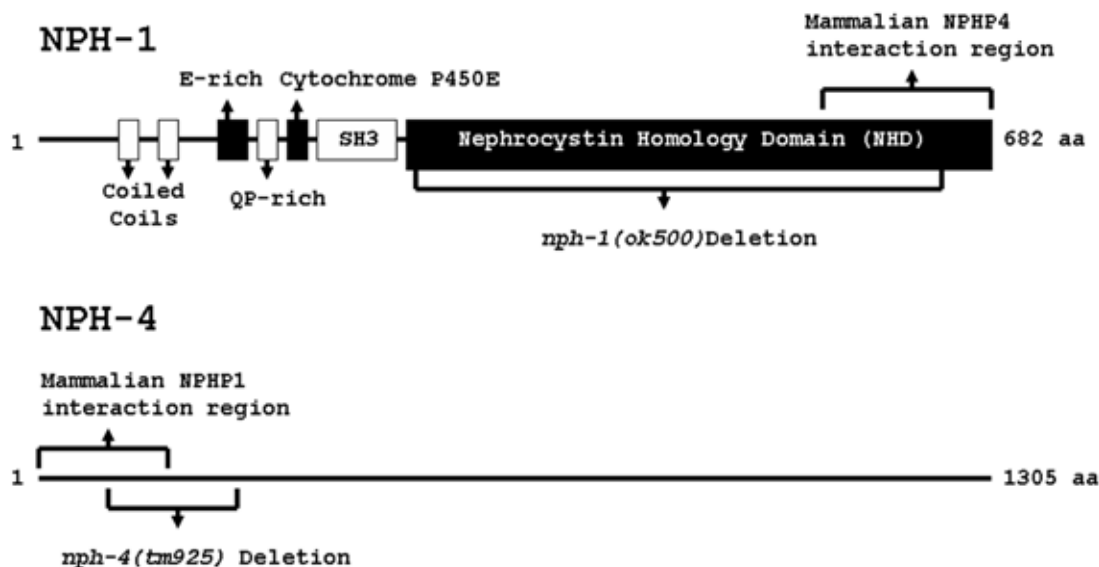 NPH-1
Mammalian NPHP4
interaction region
E-rich Cytochrome P450E
1
SH3
Nephrocystin Homology Domain (NHD)
682 aa
Coiled
Coils
QP-rich
nph-1(ok500)Deletion
NPH-4
Mammalian NPHP1
interaction region
1
1305 aa
nph-4(tm925) Deletion